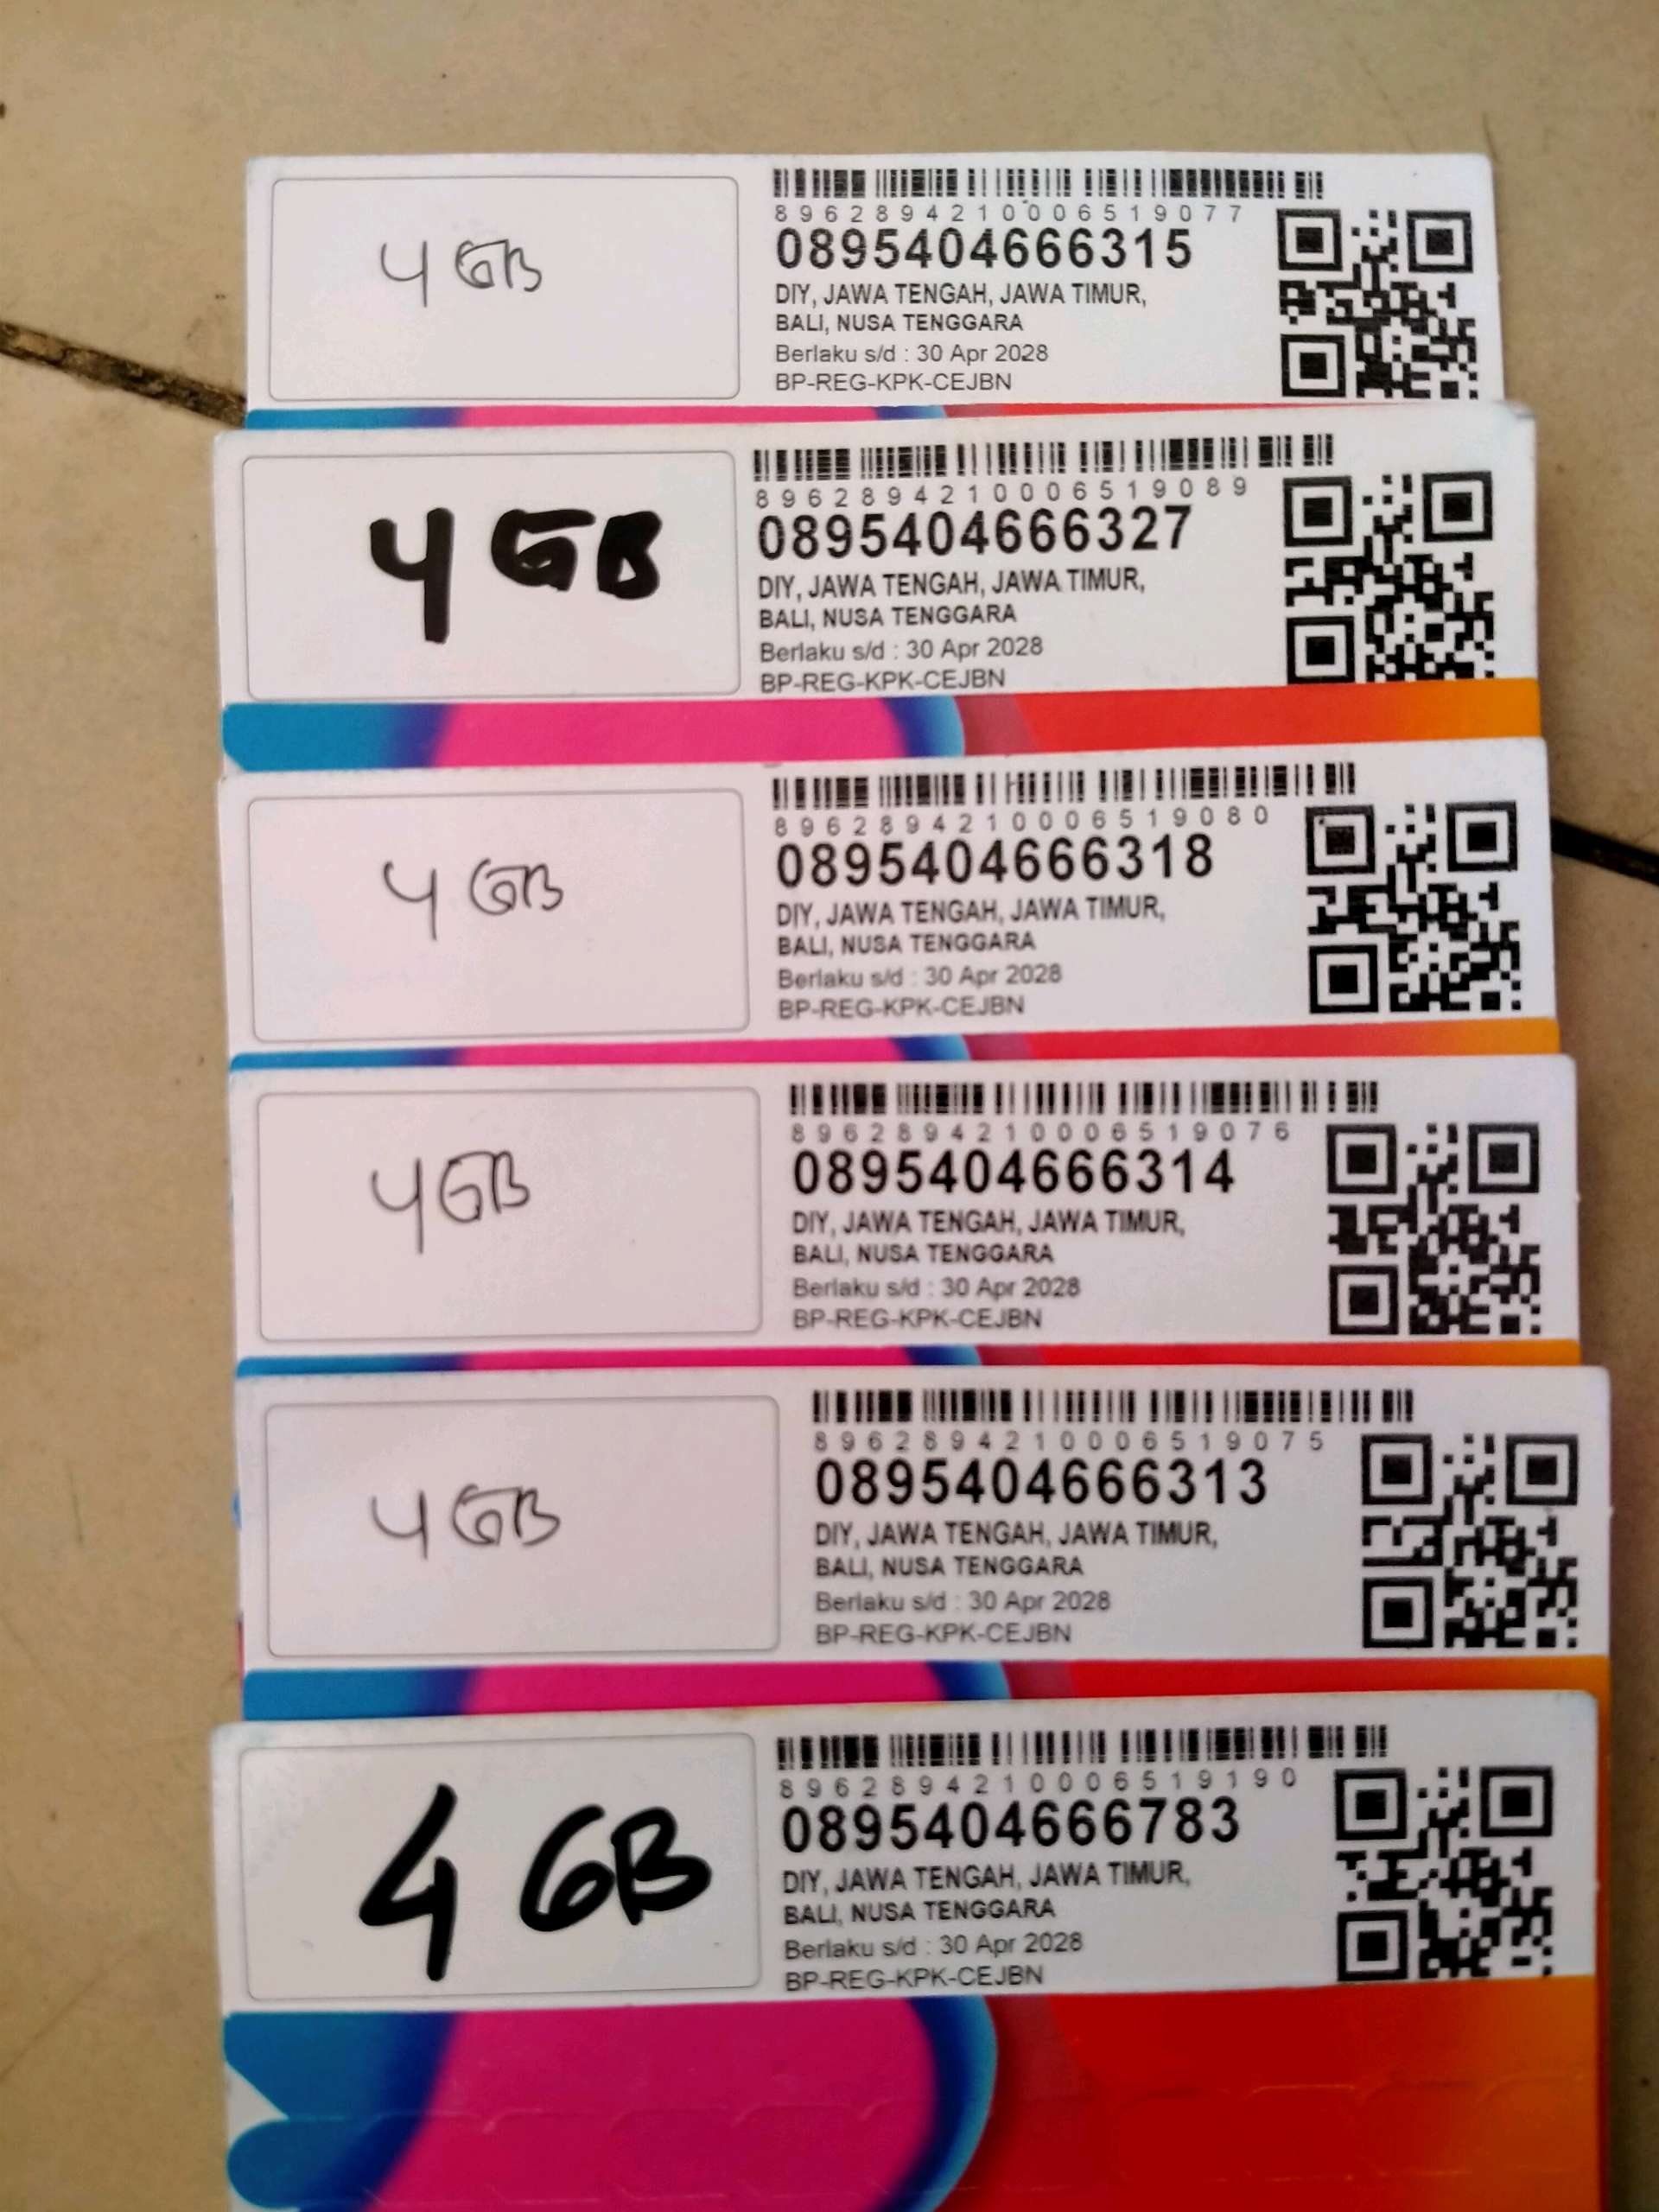 4 GB
8962894210006519077
0895404666315
DIY, JAWA TENGAH, JAWA TIMUR,
BALI, NUSA TENGGARA
Berlaku s/d : 30 Apr 2028
BP-REG-KPK-CEJBN
4 GB
8962894210006519089
0895404666327
DIY, JAWA TENGAH, JAWA TIMUR,
BALI, NUSA TENGGARA
Berlaku s/d : 30 Apr 2028
BP-REG-KPK-CEJBN
4 GB
8962894210006519080
0895404666318
DIY, JAWA TENGAH, JAWA TIMUR,
BALI, NUSA TENGGARA
Berlaku s/d : 30 Apr 2028
BP-REG-KPK-CEJBN
4 GB
8962894210006519076
0895404666314
DIY, JAWA TENGAH, JAWA TIMUR,
BALI, NUSA TENGGARA
Berlaku s/d : 30 Apr 2028
BP-REG-KPK-CEJBN
4 GB
8962894210006519075
0895404666313
DIY, JAWA TENGAH, JAWA TIMUR,
BALI, NUSA TENGGARA
Berlaku s/d : 30 Apr 2028
BP-REG-KPK-CEJBN
4 GB
8962894210006519190
0895404666783
DIY, JAWA TENGAH, JAWA TIMUR,
BALI, NUSA TENGGARA
Berlaku s/d : 30 Apr 2028
BP-REG-KPK-CEJBN